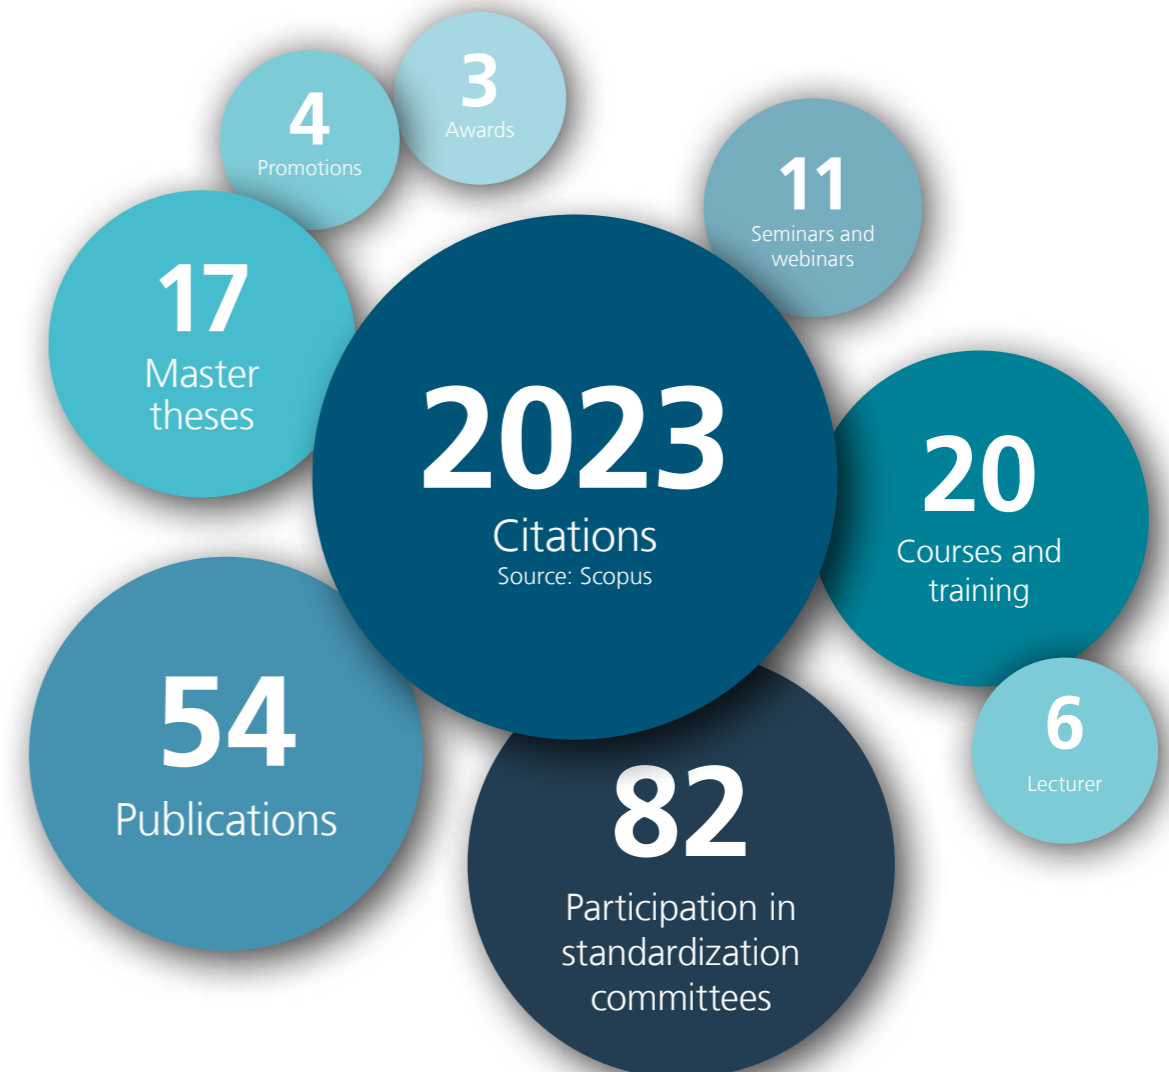 3
Awards
4
Promotions
11
Seminars and
webinars
17
Master
theses
2023
Citations
Source: Scopus
20
Courses and
training
54
Publications
6
Lecturer
82
Participation in
standardization
committees